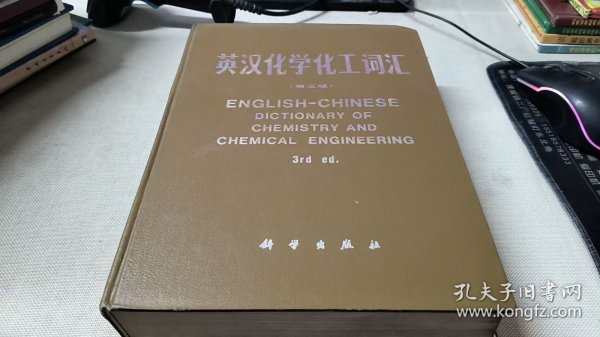 英汉化学化工词汇
(第三版)
ENGLISH-CHINESE
DICTIONARY OF
CHEMISTRY AND
CHEMICAL ENGINEERING
3rd ed.
科学出版社
孔夫子旧书网
www.kongfz.com